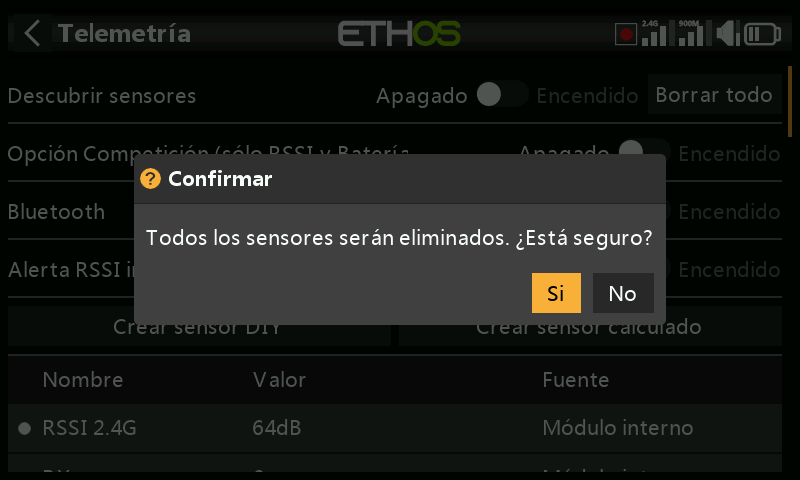 Telemetría
ETHOS
2.4G
900M
Descubrir sensores
Apagado
Encendido
Borrar todo
Opción Competición (sólo RSSI y Batería
Apagado
Encendido
Confirmar
Bluetooth
Encendido
Todos los sensores serán eliminados. ¿Está seguro?
Alerta RSSI
Encendido
Si
No
Crear sensor DIY
Crear sensor calculado
Nombre
Valor
Fuente
RSSI 2.4G
64dB
Módulo interno